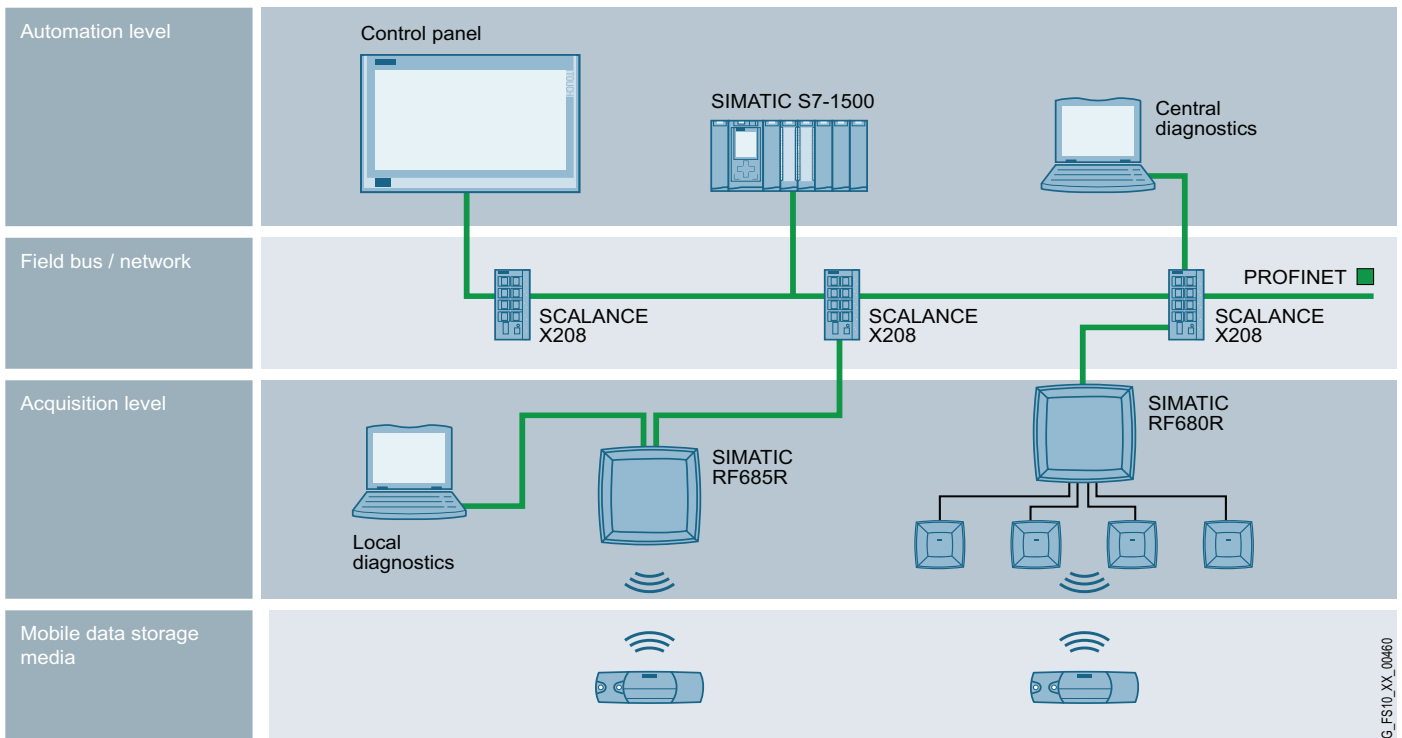 Automation level
Control panel
TOUCH
SIMATIC S7-1500
Central
diagnostics
Field bus / network
PROFINET
SCALANCE
X208
SCALANCE
X208
SCALANCE
X208
Acquisition level
SIMATIC
RF680R
SIMATIC
RF685R
Local
diagnostics
Mobile data storage
media
G_FS10_XX_00460